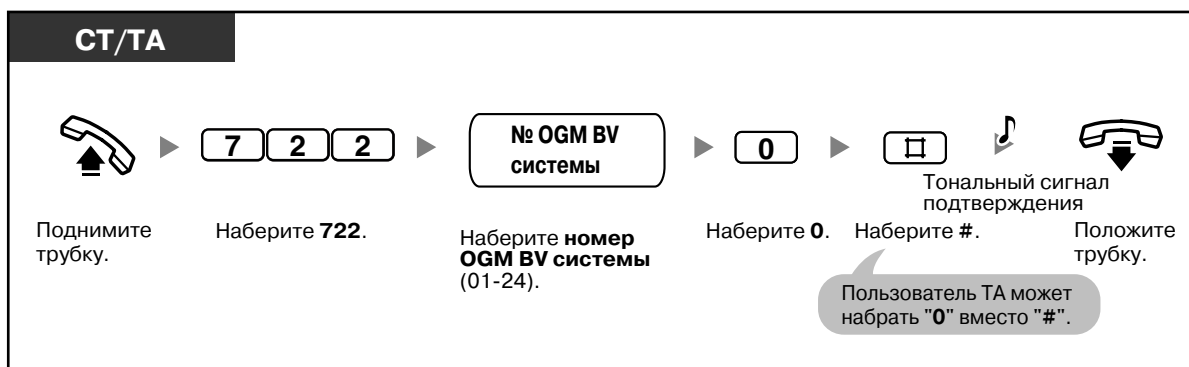 СТ/ТА
7 2 2
№ OGM BV
системы
0
Тональный сигнал
подтверждения
Поднимите
трубку.
Наберите 722.
Наберите номер
OGM BV системы
(01-24).
Наберите 0.
Наберите #.
Положите
трубку.
Пользователь ТА может
набрать "0" вместо "#".